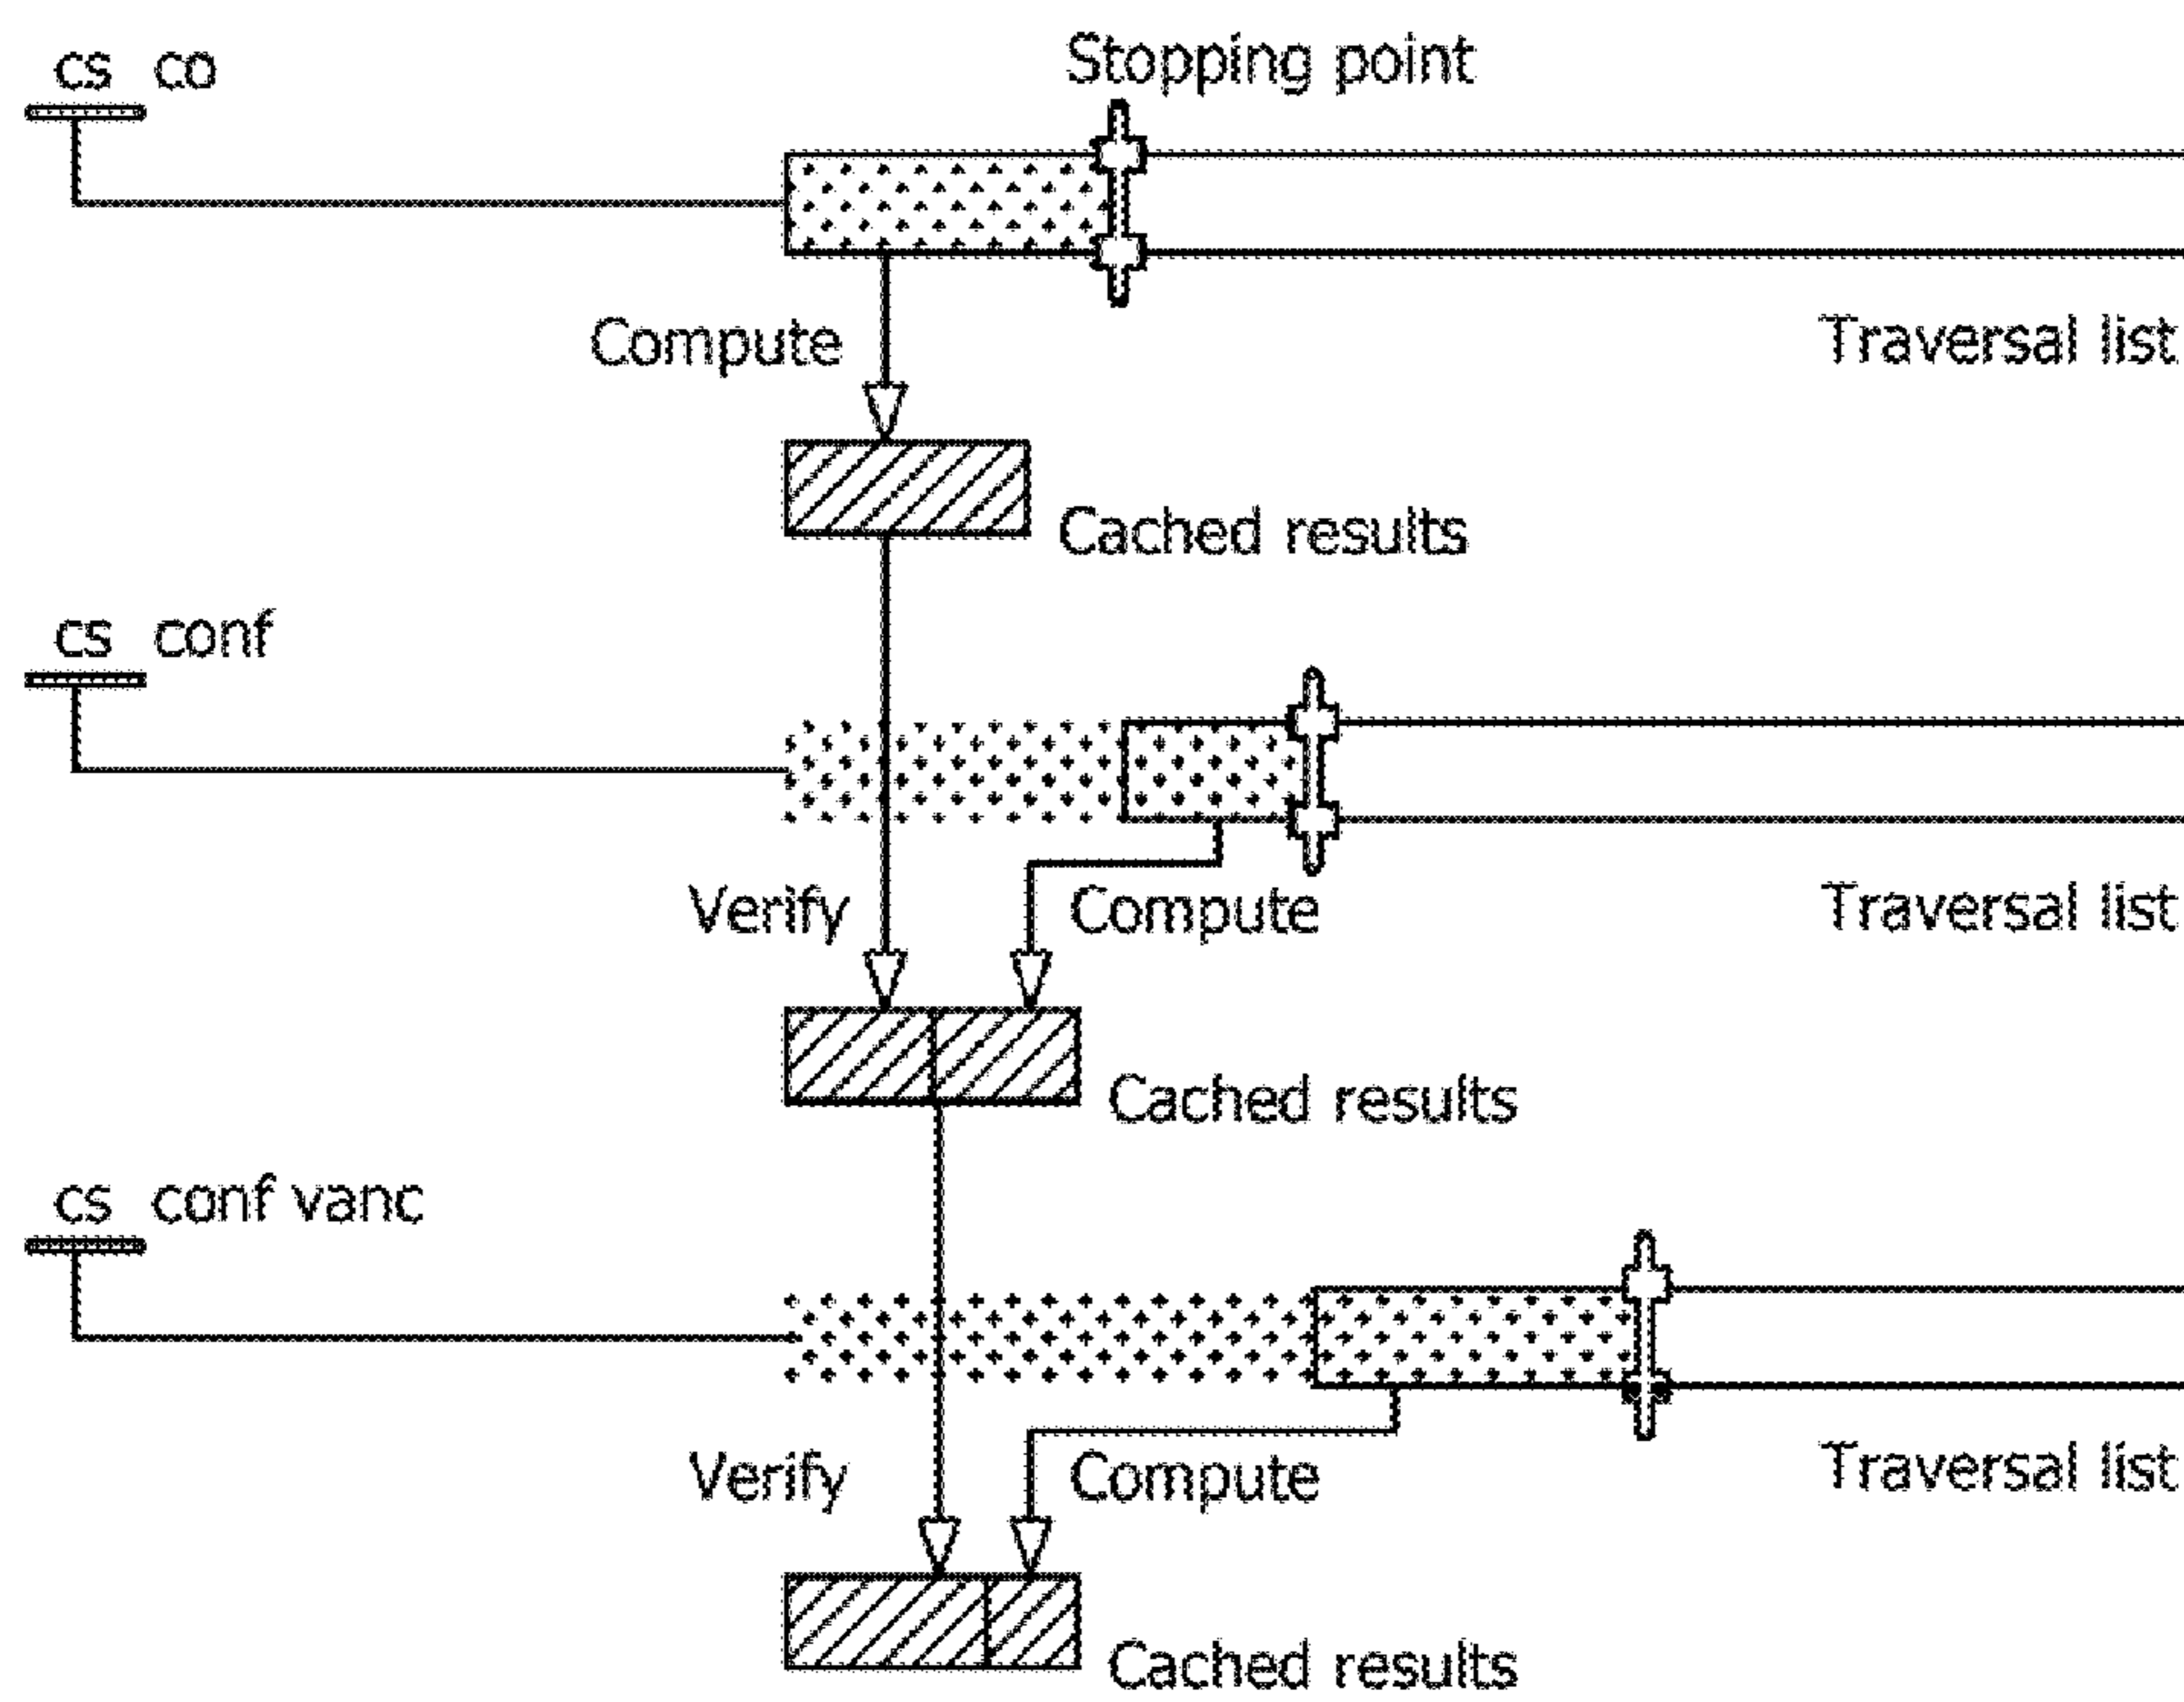 cs co
Stopping point
Compute
Traversal list
Cached results
cs conf
Verify
Compute
Traversal list
Cached results
cs conf vanc
Verify
Compute
Traversal list
Cached results